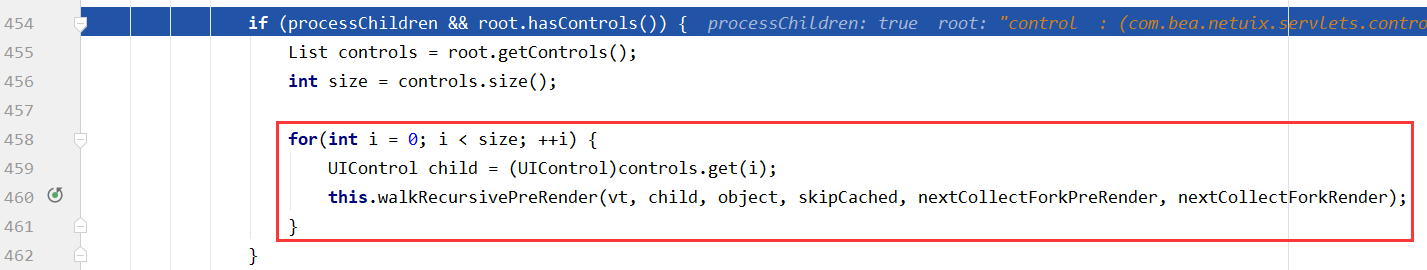 454 if (processChildren && root.hasControls()) { processChildren: true root: "control : (com.bea.netuix.servlets.contro
455 List controls = root.getControls();
456 int size = controls.size();
457
458 for(int i = 0; i < size; ++i) {
459 UIControl child = (UIControl)controls.get(i);
460 this.walkRecursivePreRender(vt, child, object, skipCached, nextCollectForkPreRender, nextCollectForkRender);
461 }
462 }